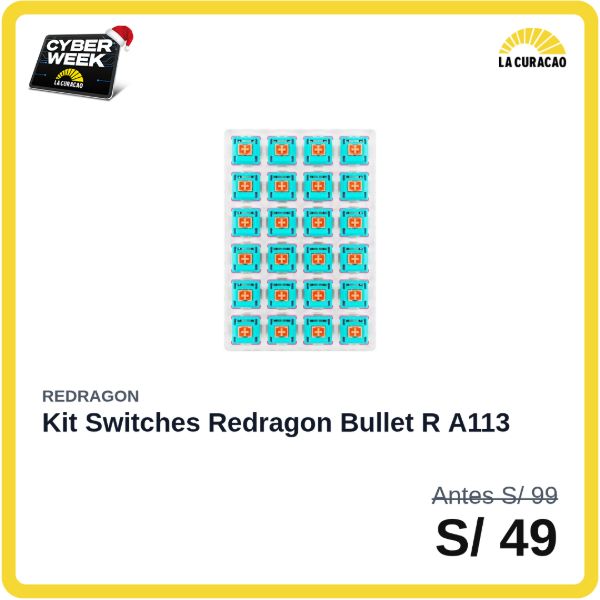 CYBER
WEEK
LA CURACAO
LA CURACAO
REDRAGON
Kit Switches Redragon Bullet R A113
Antes S/ 99
S/ 49